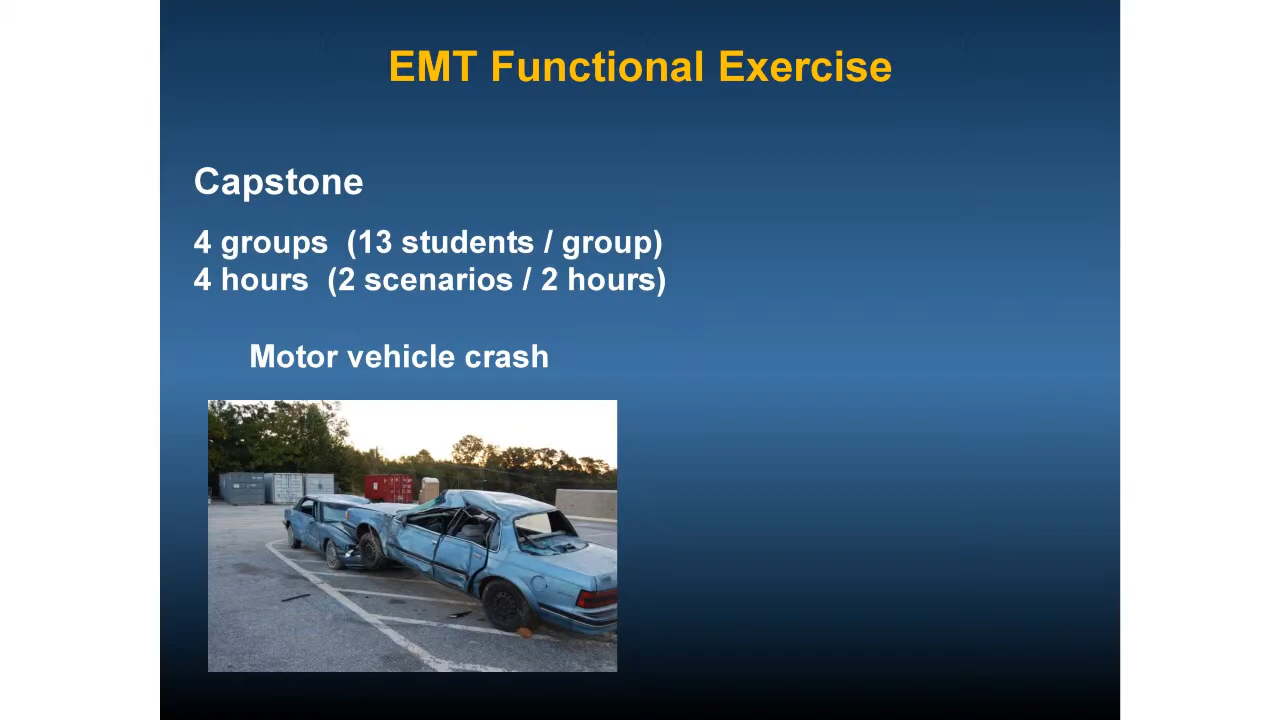 EMT Functional Exercise
Capstone
4 groups (13 students / group)
4 hours (2 scenarios / 2 hours)
Motor vehicle crash